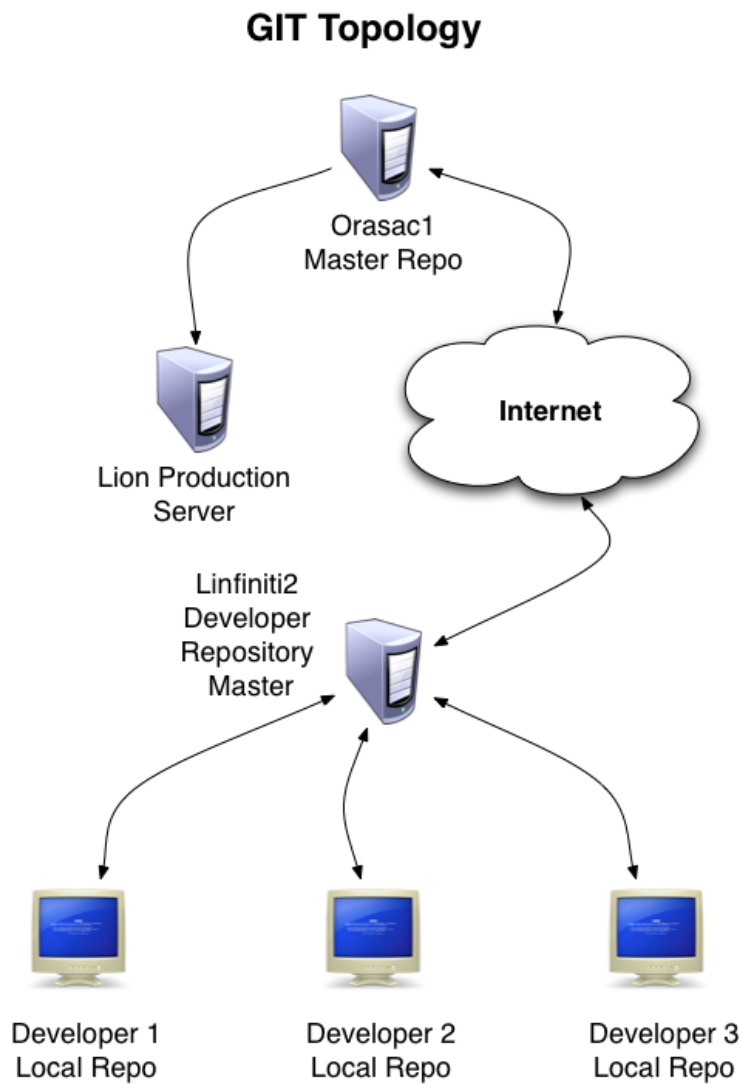 GIT Topology
Orasac1
Master Repo
Internet
Lion Production
Server
Linfiniti2
Developer
Repository
Master
Developer 1
Local Repo
Developer 2
Local Repo
Developer 3
Local Repo